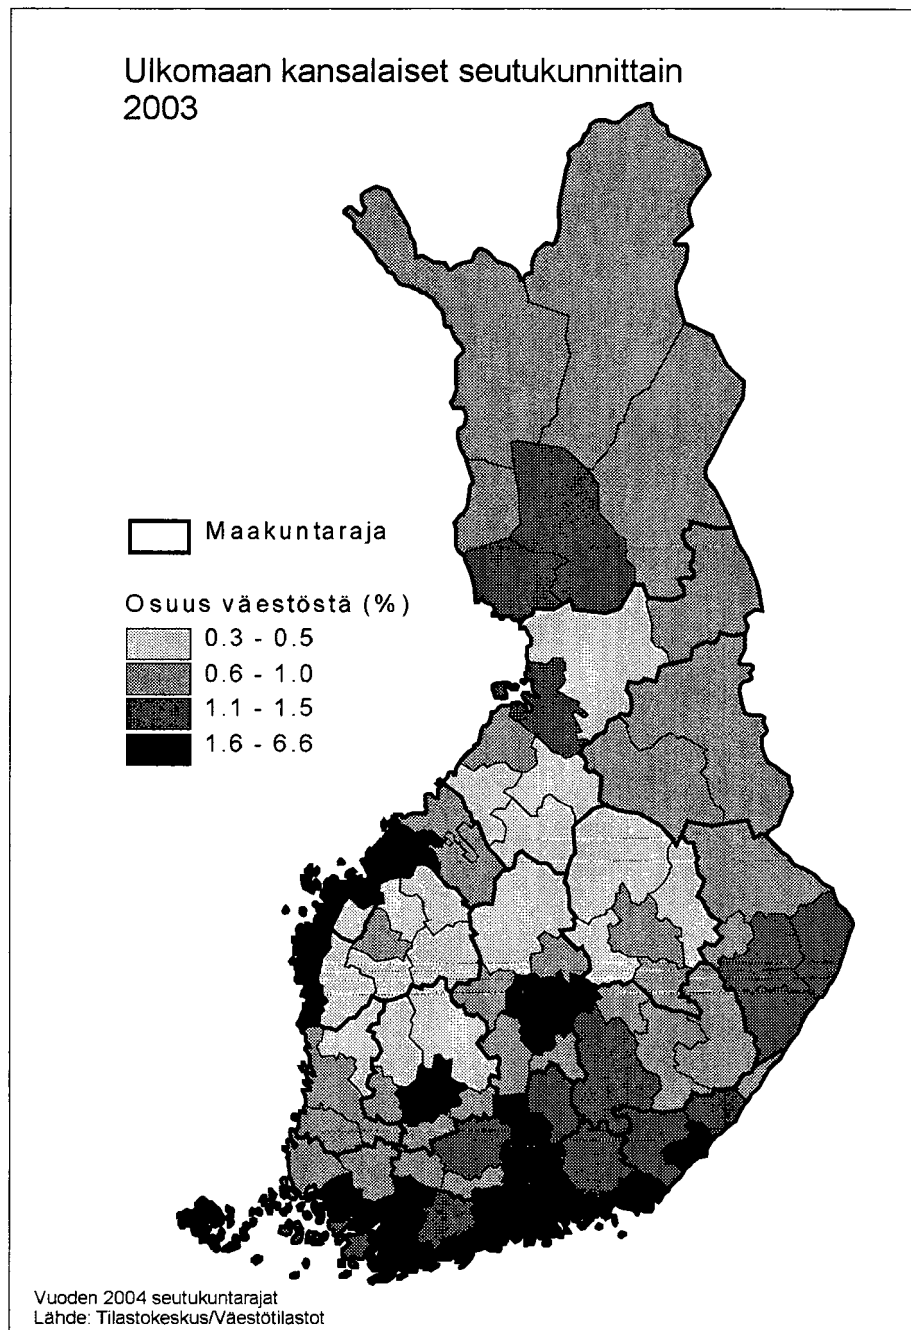 Ulkomaan kansalaiset seutukunnittain
2003
Maakuntaraja
Osuus väestöstä (%)
0.3 - 0.5
0.6 - 1.0
1.1 - 1.5
1.6 - 6.6
Vuoden 2004 seutukuntarajat
Lähde: Tilastokeskus/Väestötilastot